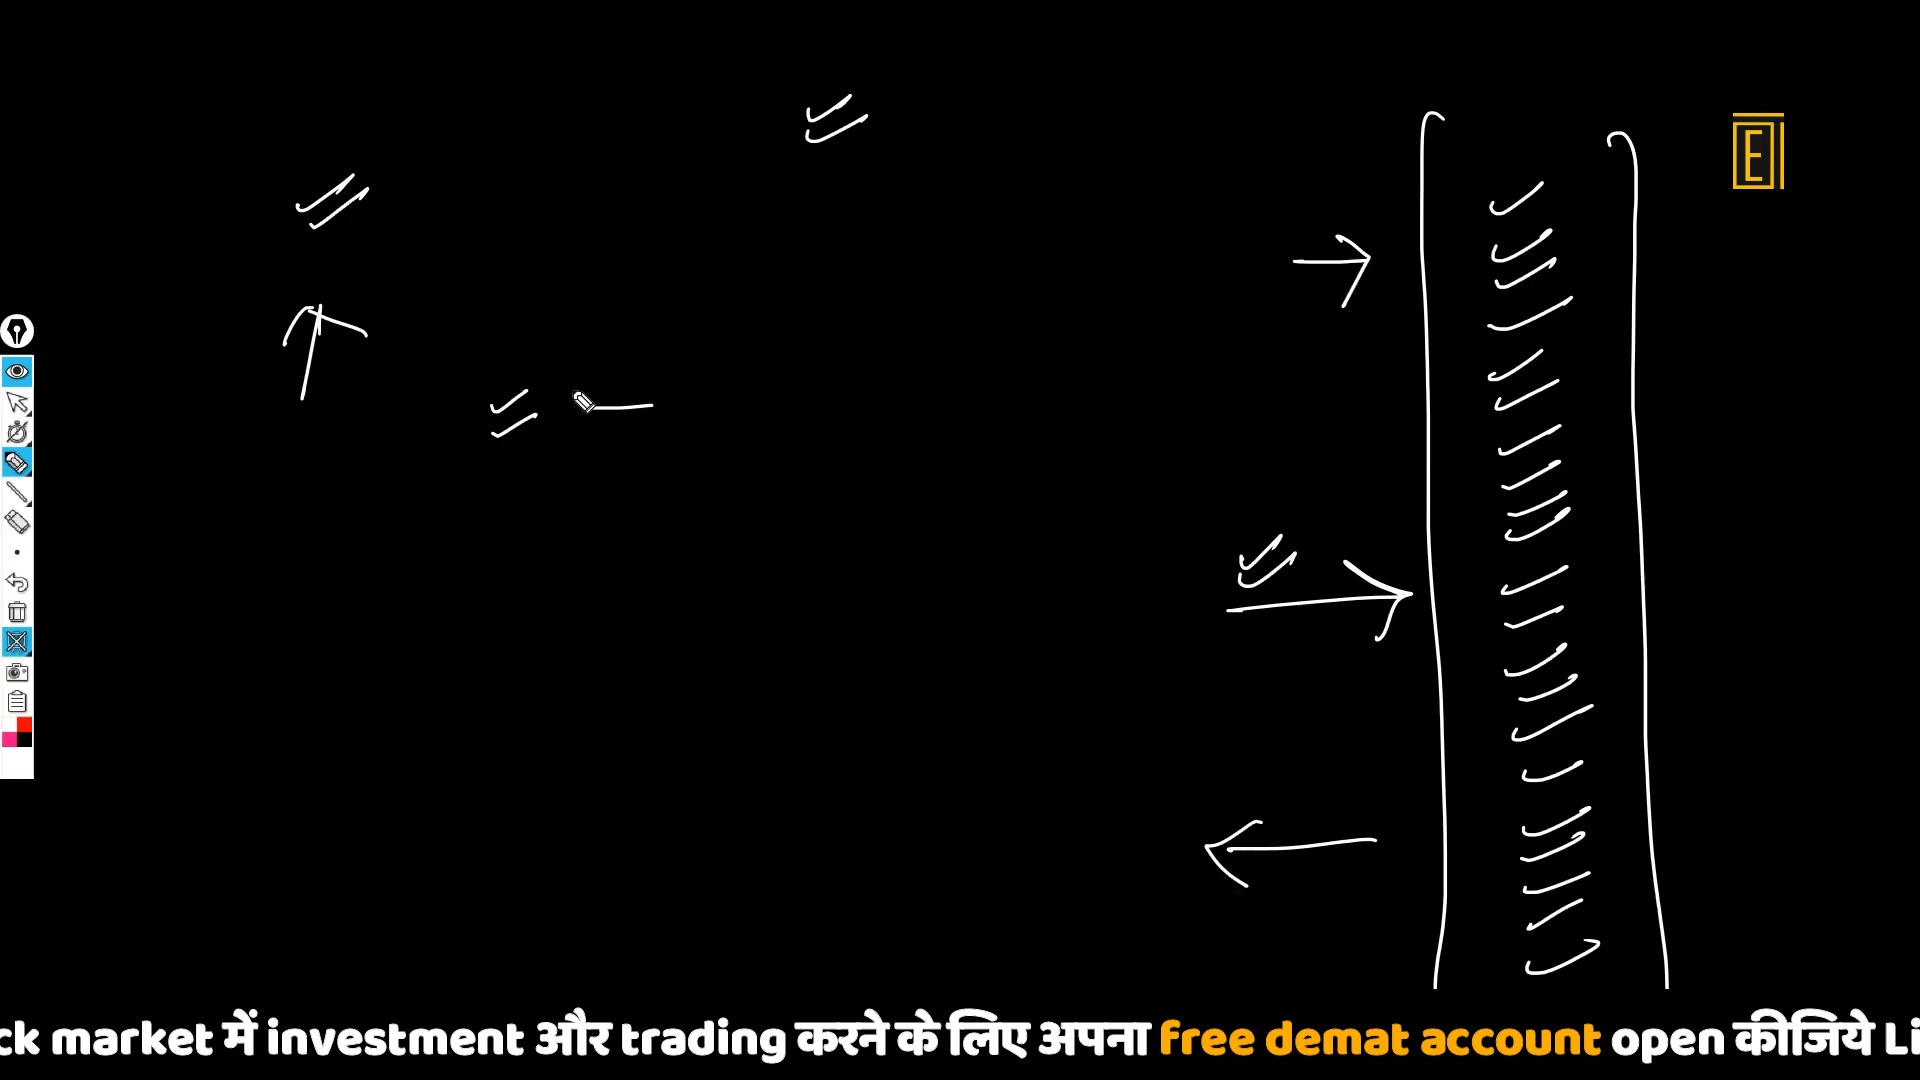 E
ck market में investment और trading करने के लिए अपना free demat account open कीजिये Li